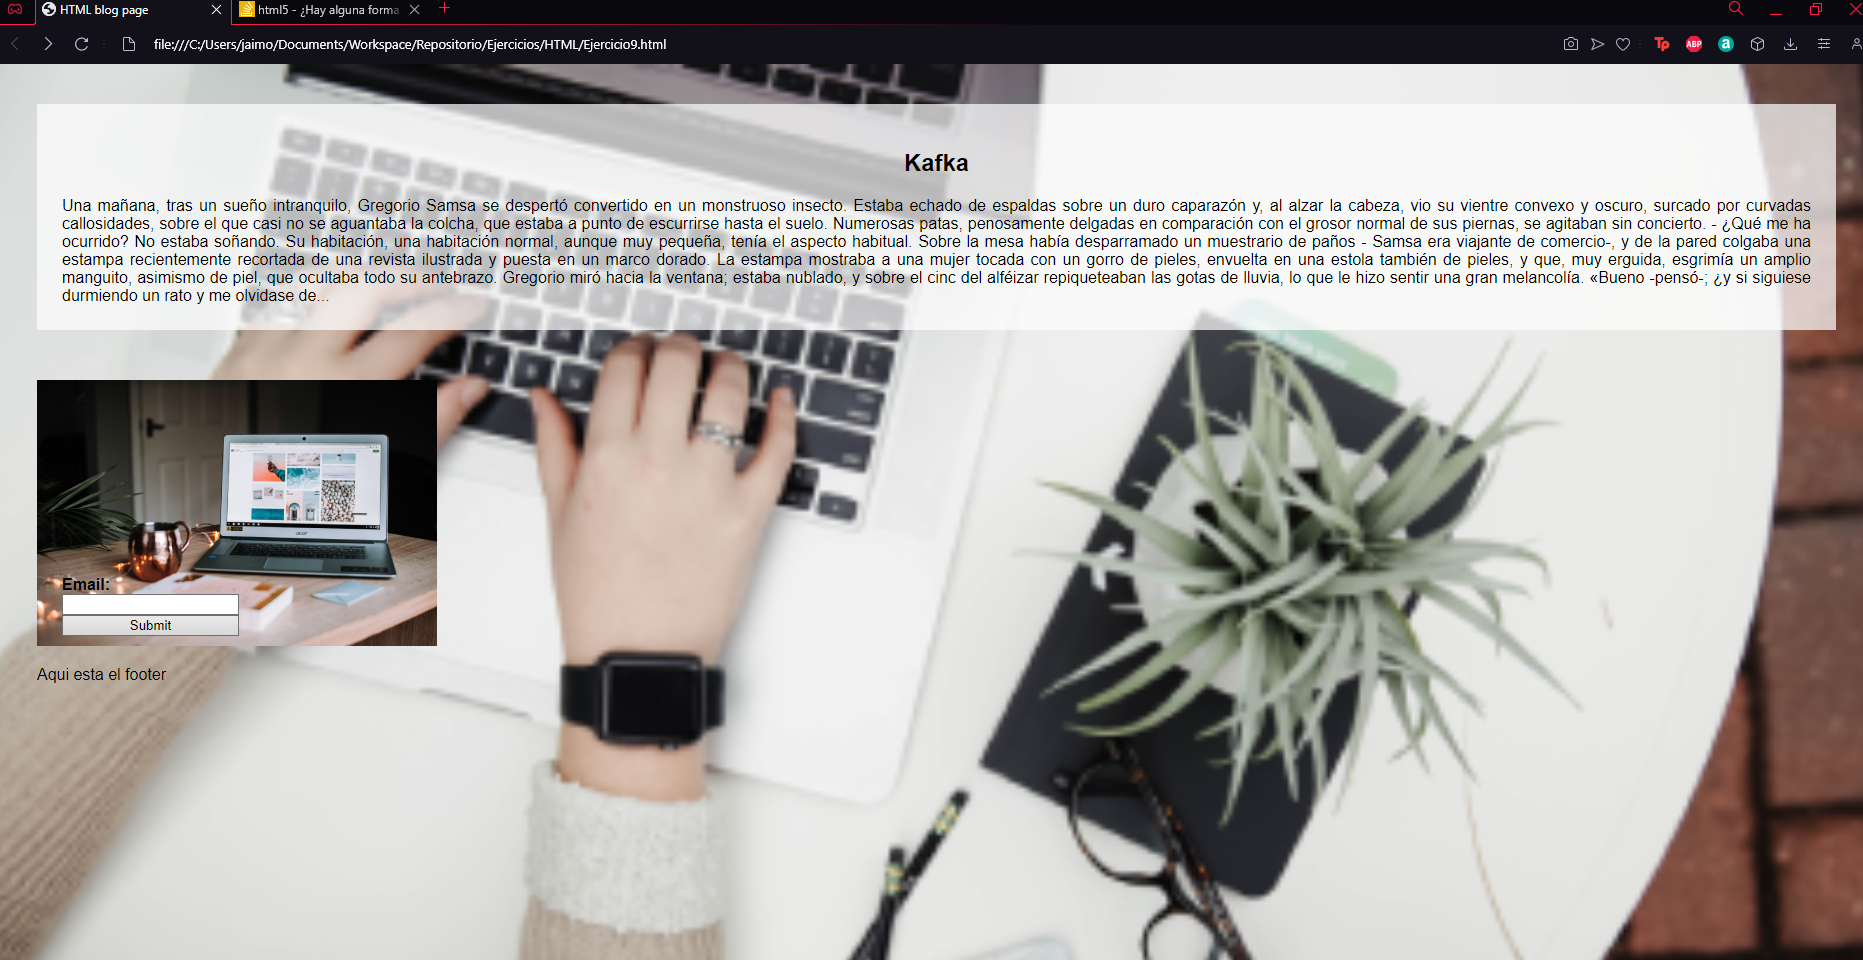 HTML blog page
html5 - ¿Hay alguna forma
file:///C:/Users/jaimo/Documents/Workspace/Repositorio/Ejercicios/HTML/Ejercicio9.html
Tp
ABP
a
Kafka
Una mañana, tras un sueño intranquilo, Gregorio Samsa se despertó convertido en un monstruoso insecto. Estaba echado de espaldas sobre un duro caparazón y, al alzar la cabeza, vio su vientre convexo y oscuro, surcado por curvadas
callosidades, sobre el que casi no se aguantaba la colcha, que estaba a punto de escurrirse hasta el suelo. Numerosas patas, penosamente delgadas en comparación con el grosor normal de sus piernas, se agitaban sin concierto. - ¿Qué me ha
ocurrido? No estaba soñando. Su habitación, una habitación normal, aunque muy pequeña, tenía el aspecto habitual. Sobre la mesa había desparramado un muestrario de paños - Samsa era viajante de comercio-, y de la pared colgaba una
estampa recientemente recortada de una revista ilustrada y puesta en un marco dorado. La estampa mostraba a una mujer tocada con un gorro de pieles, envuelta en una estola también de pieles, y que, muy erguida, esgrimía un amplio
manguito, asimismo de piel, que ocultaba todo su antebrazo. Gregorio miró hacia la ventana; estaba nublado, y sobre el cinc del alféizar repiqueteaban las gotas de lluvia, lo que le hizo sentir una gran melancolía. «Bueno -pensó-; ¿y si siguiese
durmiendo un rato y me olvidase de...
acer
Email:
Submit
Aqui esta el footer